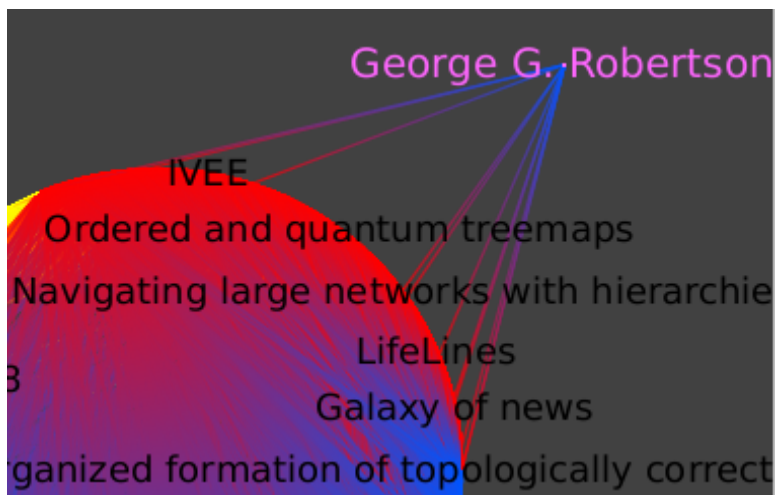 George G. Robertson
IVEE
Ordered and quantum treemaps
Navigating large networks with hierarchie
LifeLines
3
Galaxy of news
rganized formation of topologically correct